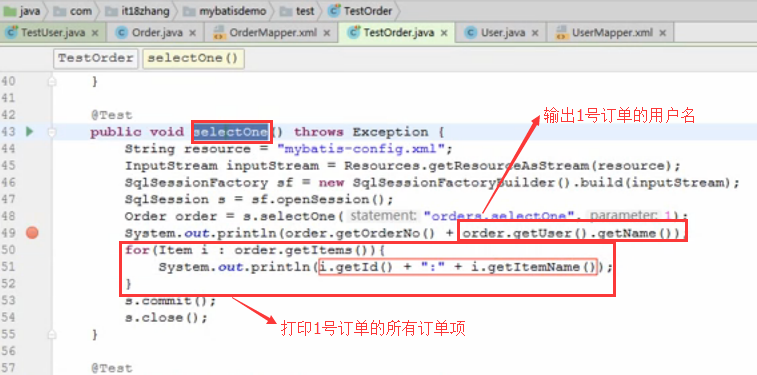 java com it18zhang mybatisdemo test TestOrder
TestUser.java Order.java OrderMapper.xml TestOrder.java User.java UserMapper.xml
TestOrder selectOne()
40 }
41
42 @Test
43 public void selectOne() throws Exception {
44 String resource = "mybatis-config.xml";
45 InputStream inputStream = Resources.getResourceAsStream(resource);
46 SqlSessionFactory sf = new SqlSessionFactoryBuilder().build(inputStream);
47 SqlSession s = sf.openSession();
48 Order order = s.selectOne( statement: "orders.selectOne", parameter: 1);
49 System.out.println(order.getOrderNo() + order.getUser().getName());
50 for(Item i : order.getItems()){
51 System.out.println(i.getId() + ":" + i.getItemName());
52 }
53 s.commit();
54 s.close();
55 }
56
57 @Test
输出1号订单的用户名
打印1号订单的所有订单项